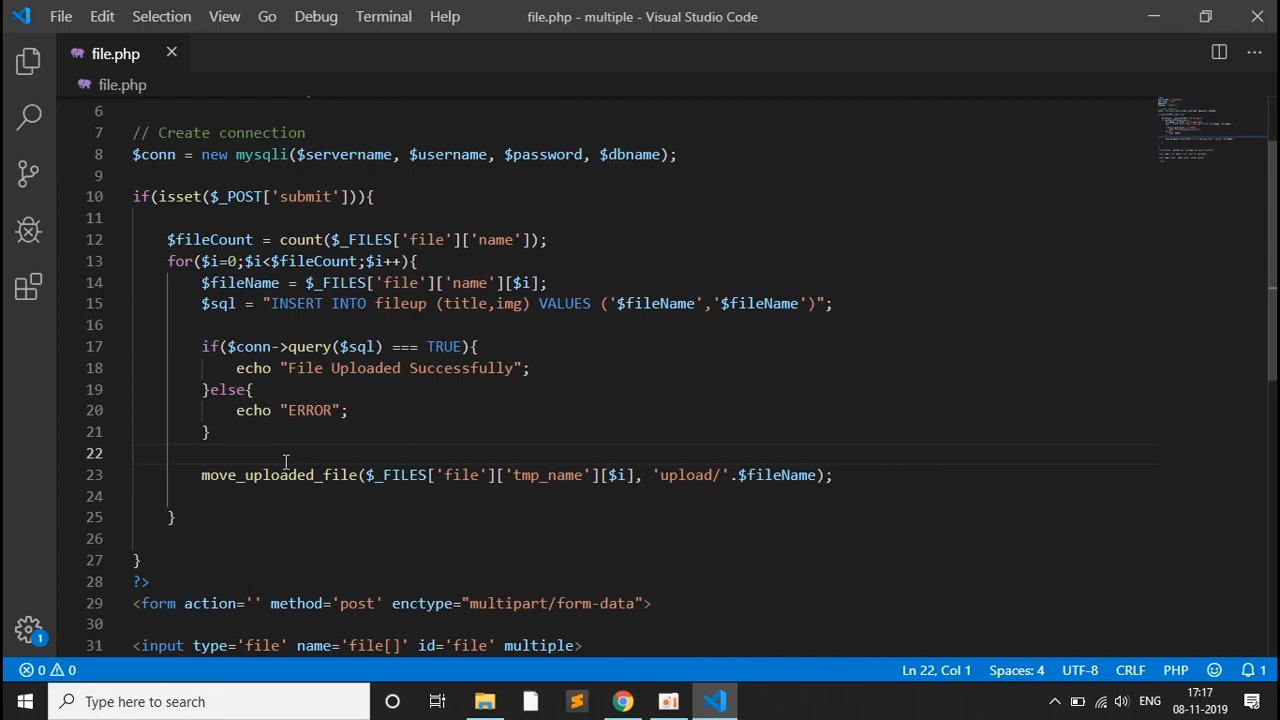 File Edit Selection View Go Debug Terminal Help file.php - multiple - Visual Studio Code
file.php
file.php
6
7 // Create connection
8 $conn = new mysqli($servername, $username, $password, $dbname);
9
10 if(isset($_POST['submit'])){
11
12 $fileCount = count($_FILES['file']['name']);
13 for($i=0;$i<$fileCount;$i++){
14 $fileName = $_FILES['file']['name'][$i];
15 $sql = "INSERT INTO fileup (title,img) VALUES ('$fileName','$fileName')";
16
17 if($conn->query($sql) === TRUE){
18 echo "File Uploaded Successfully";
19 }else{
20 echo "ERROR";
21 }
22
23 move_uploaded_file($_FILES['file']['tmp_name'][$i], 'upload/'.$fileName);
24
25 }
26
27 }
28 ?>
29 <form action='' method='post' enctype="multipart/form-data">
30
31 <input type='file' name='file[]' id='file' multiple>
1
0 0 Ln 22, Col 1 Spaces: 4 UTF-8 CRLF PHP 1
Type here to search ENG 17:17
08-11-2019